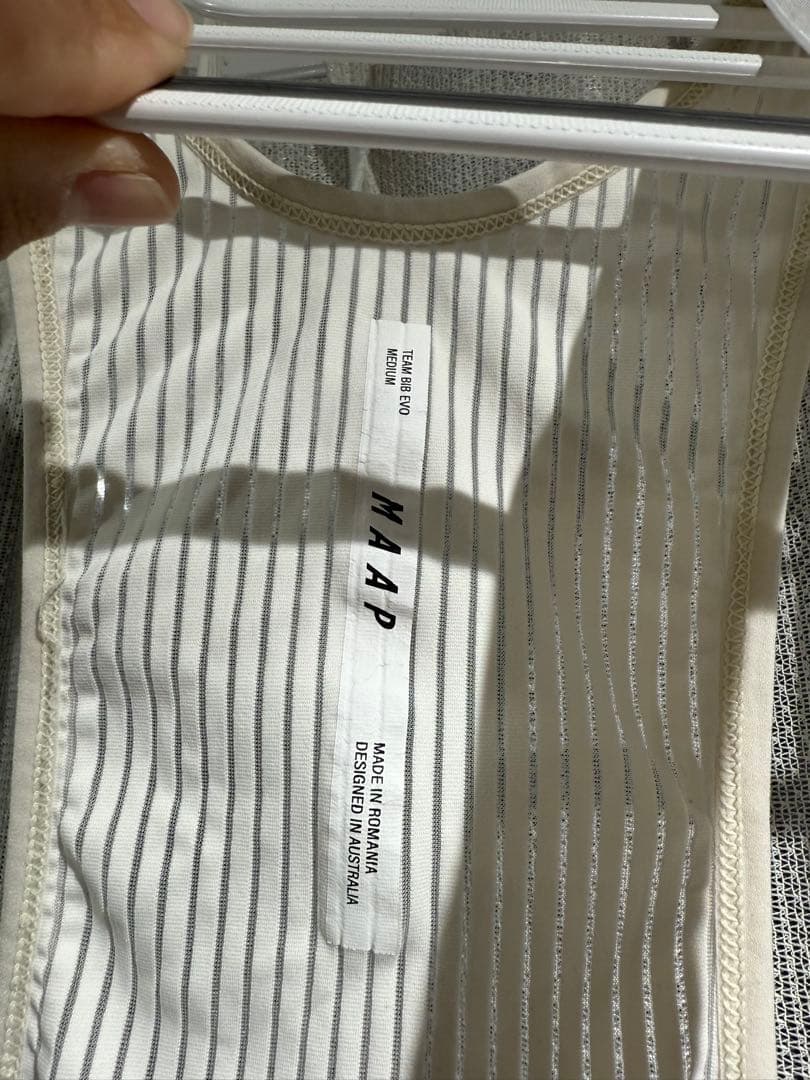 TEAM BIB EVO
MEDIUM
MAAP
MADE IN ROMANIA
DESIGNED IN AUSTRALIA